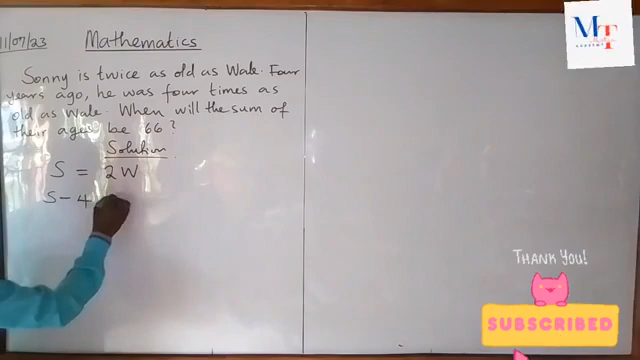 11/07/23 Mathematics
Sonny is twice as old as Wale. Four
years ago, he was four times as
old as Wale. When will the sum of
their ages be 66?
Solution
S = 2W
S - 4
MT
THANK YOU!
SUBSCRIBED